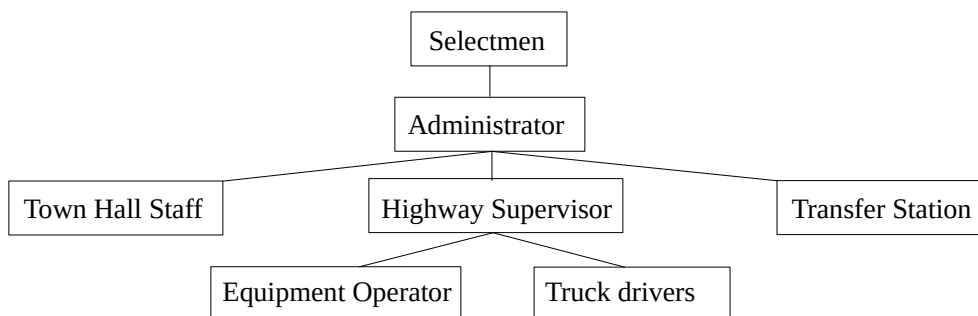 Selectmen
Administrator
Town Hall Staff
Highway Supervisor
Transfer Station
Equipment Operator
Truck drivers